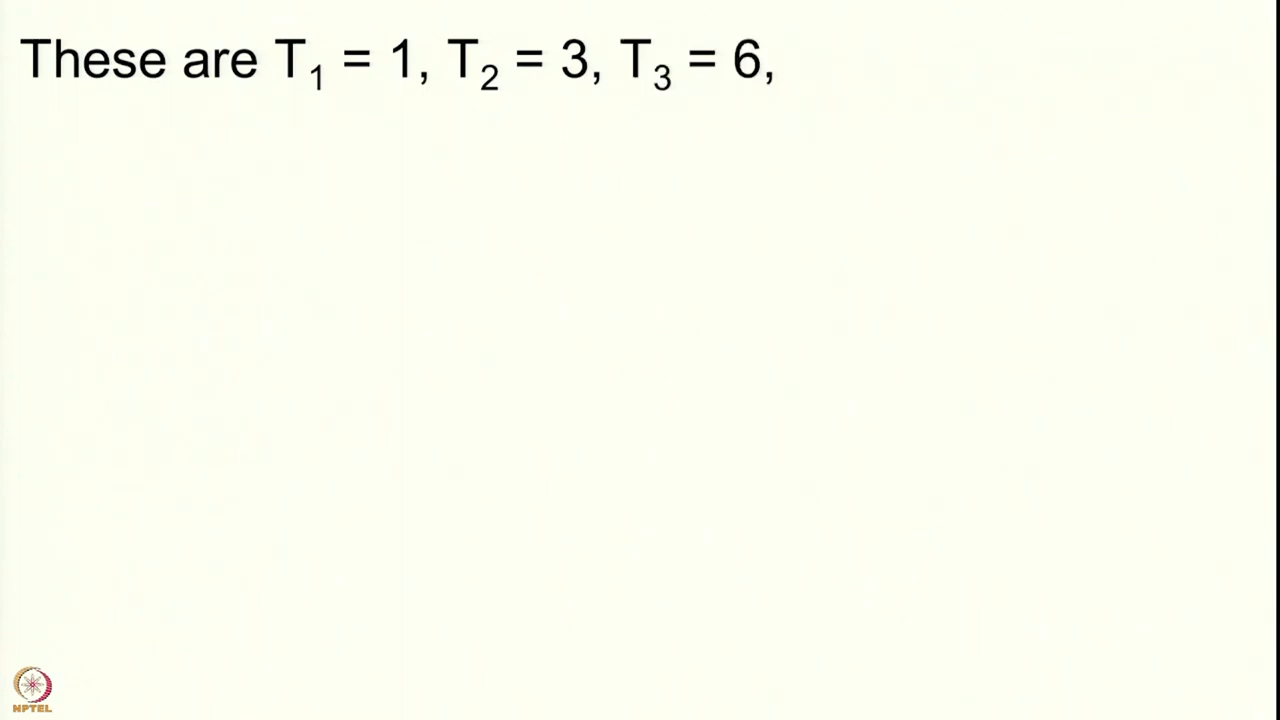 These are T₁ = 1, T₂ = 3, T₃ = 6,
NPTEL